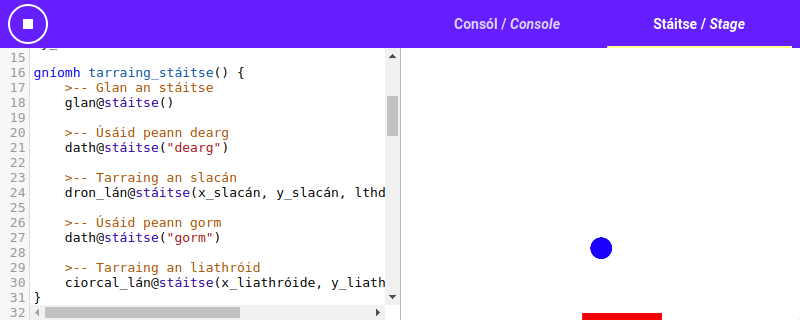 Consól / Console
Stáitse / Stage
15
16 gníomh tarraing_stáitse() {
17 >-- Glan an stáitse
18 glan@stáitse()
19
20 >-- Úsáid peann dearg
21 dath@stáitse("dearg")
22
23 >-- Tarraing an slacán
24 dron_lán@stáitse(x_slacán, y_slacán, lthd
25
26 >-- Úsáid peann gorm
27 dath@stáitse("gorm")
28
29 >-- Tarraing an liathróid
30 ciorcal_lán@stáitse(x_liathróide, y_liath
31 }
32